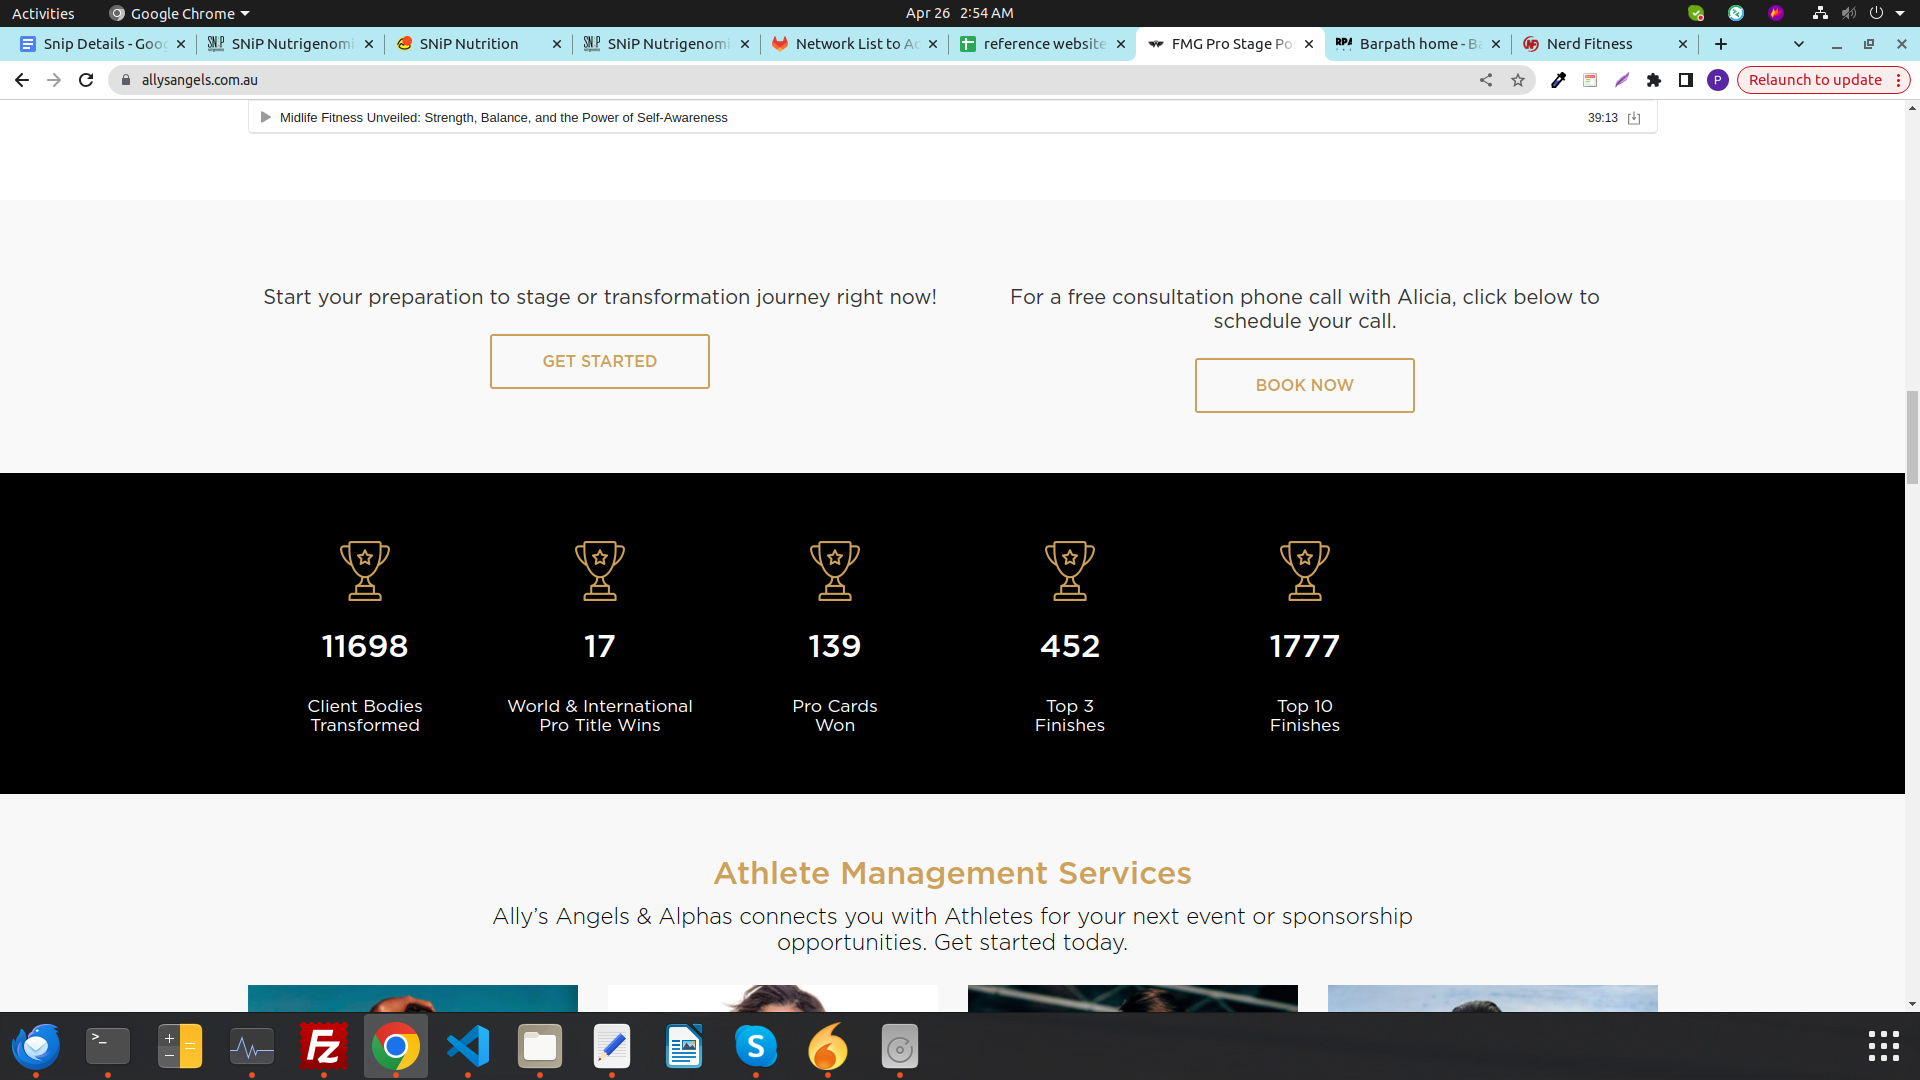 Activities
Google Chrome
Apr 26 2:54 AM
Snip Details - Goo
SNiP Nutrigenomi
SNiP Nutrition
SNiP Nutrigenomi
Network List to Ac
reference website
FMG Pro Stage Po
Barpath home - Ba
Nerd Fitness
allysangels.com.au
P
Relaunch to update
Midlife Fitness Unveiled: Strength, Balance, and the Power of Self-Awareness
39:13
Start your preparation to stage or transformation journey right now!
GET STARTED
For a free consultation phone call with Alicia, click below to
schedule your call.
BOOK NOW
11698
Client Bodies
Transformed
17
World & International
Pro Title Wins
139
Pro Cards
Won
452
Top 3
Finishes
1777
Top 10
Finishes
Athlete Management Services
Ally’s Angels & Alphas connects you with Athletes for your next event or sponsorship
opportunities. Get started today.